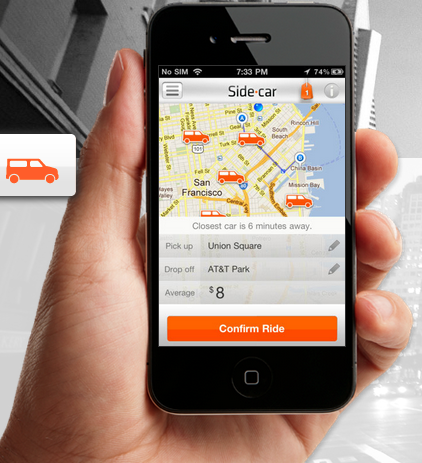 No SIM 7:33 PM 74%
Side•car 1 i
A
Rincon Hill
South
Beach
101
B
China Basin
San
Francisco
Mission Bay
Closest car is 6 minutes away.
Pick up Union Square
Drop off AT&T Park
Average $8
Confirm Ride